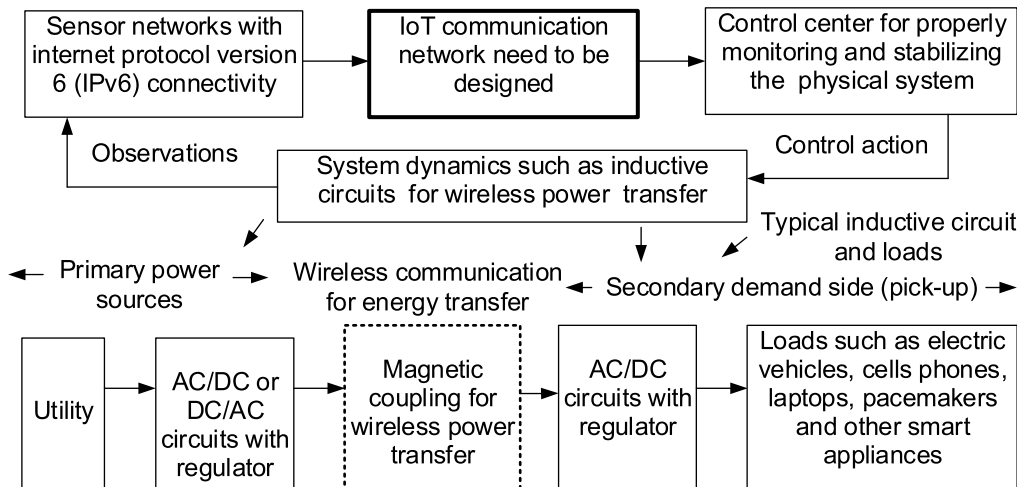 Sensor networks with
internet protocol version
6 (IPv6) connectivity
IoT communication
network need to be
designed
Control center for properly
monitoring and stabilizing
the physical system
Observations
Control action
System dynamics such as inductive
circuits for wireless power transfer
Typical inductive circuit
and loads
Primary power
sources
Wireless communication
for energy transfer
Secondary demand side (pick-up)
Utility
AC/DC or
DC/AC
circuits with
regulator
Magnetic
coupling for
wireless power
transfer
AC/DC
circuits with
regulator
Loads such as electric
vehicles, cells phones,
laptops, pacemakers
and other smart
appliances